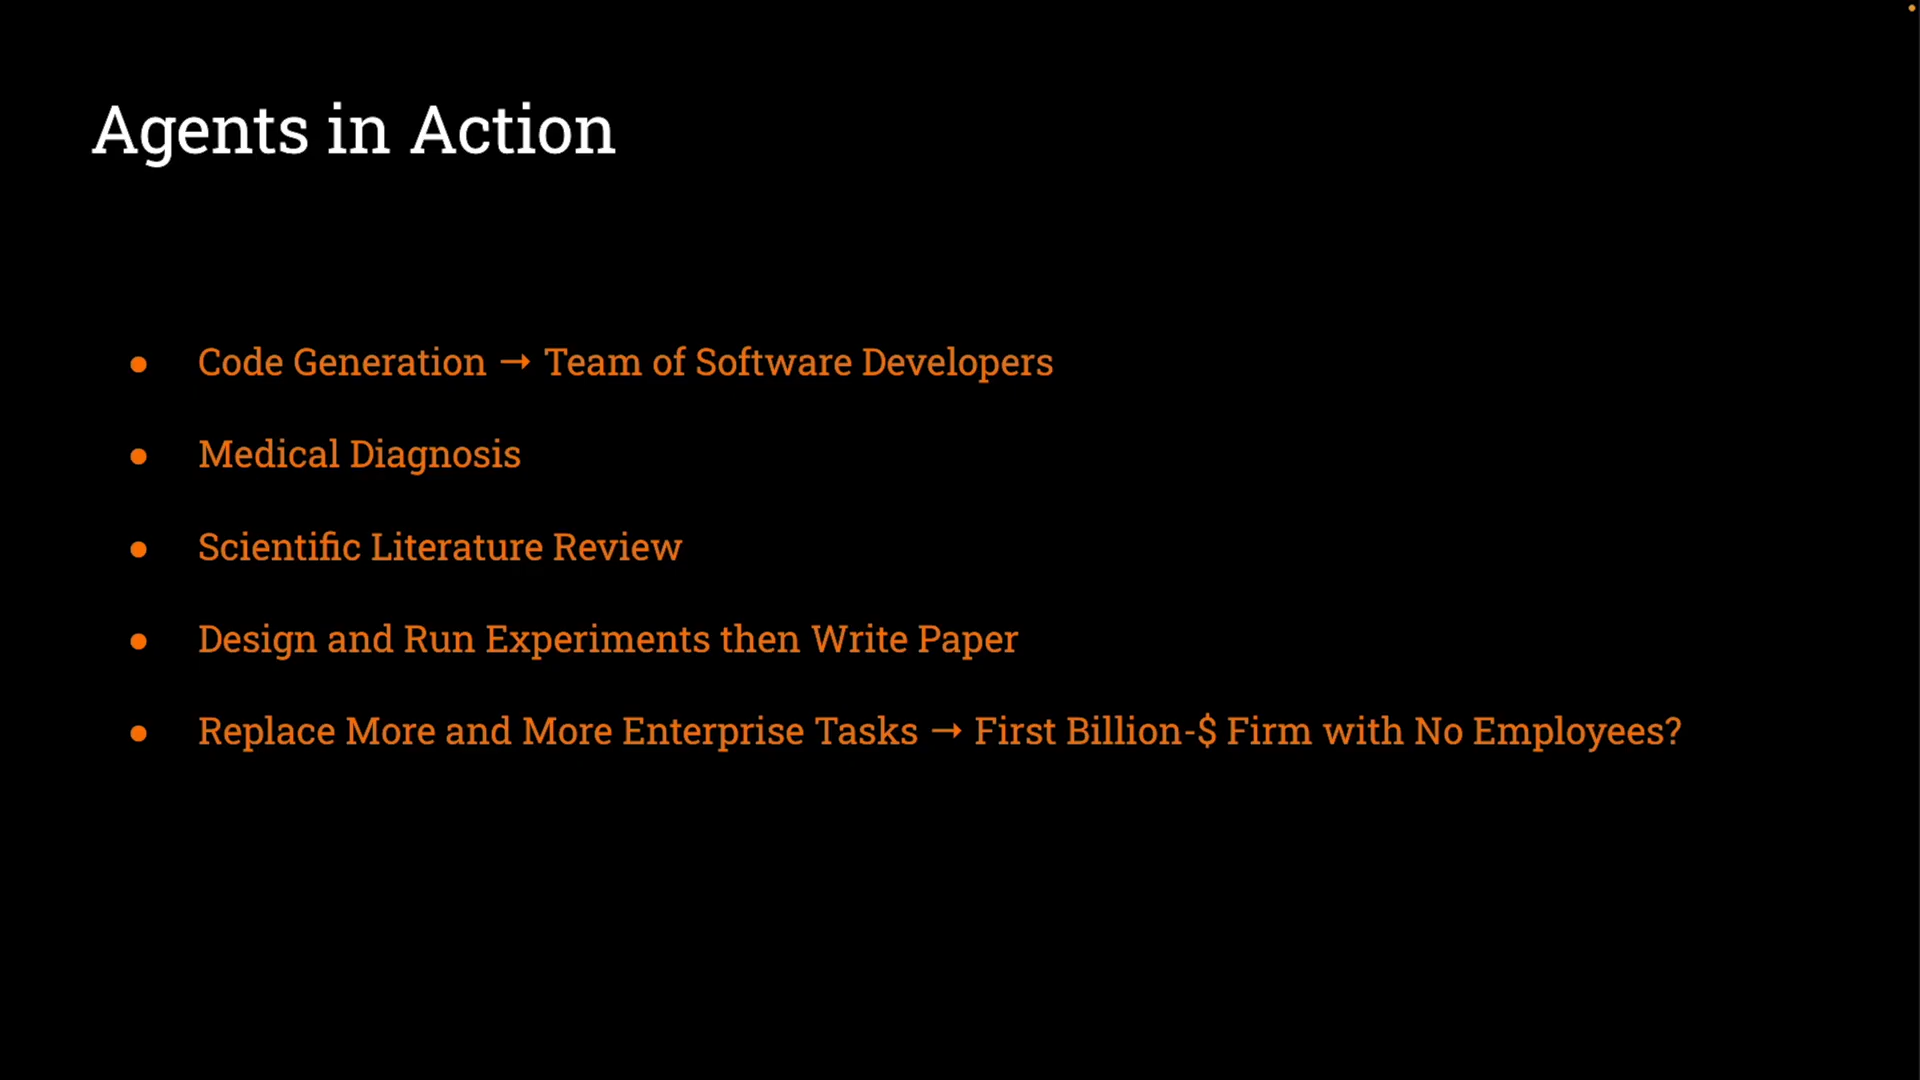 Agents in Action
● Code Generation → Team of Software Developers
● Medical Diagnosis
● Scientific Literature Review
● Design and Run Experiments then Write Paper
● Replace More and More Enterprise Tasks → First Billion-$ Firm with No Employees?